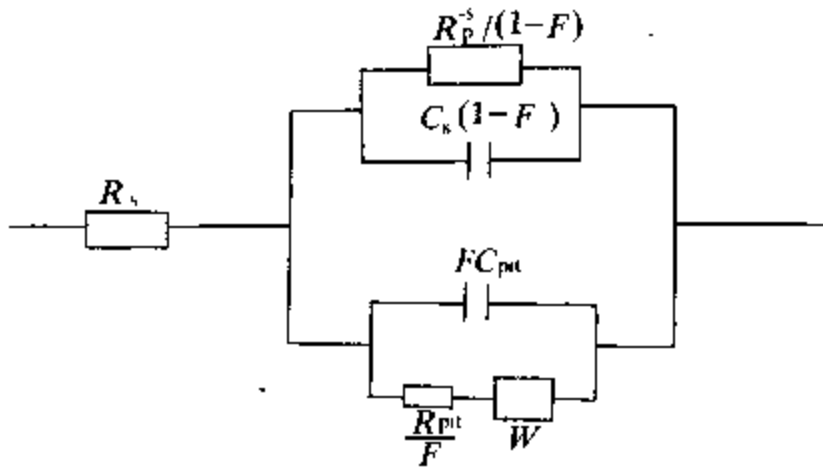 R_p^-s/(1-F)
C_s(1-F)
R_s
FC_pit
R_pit/F
W